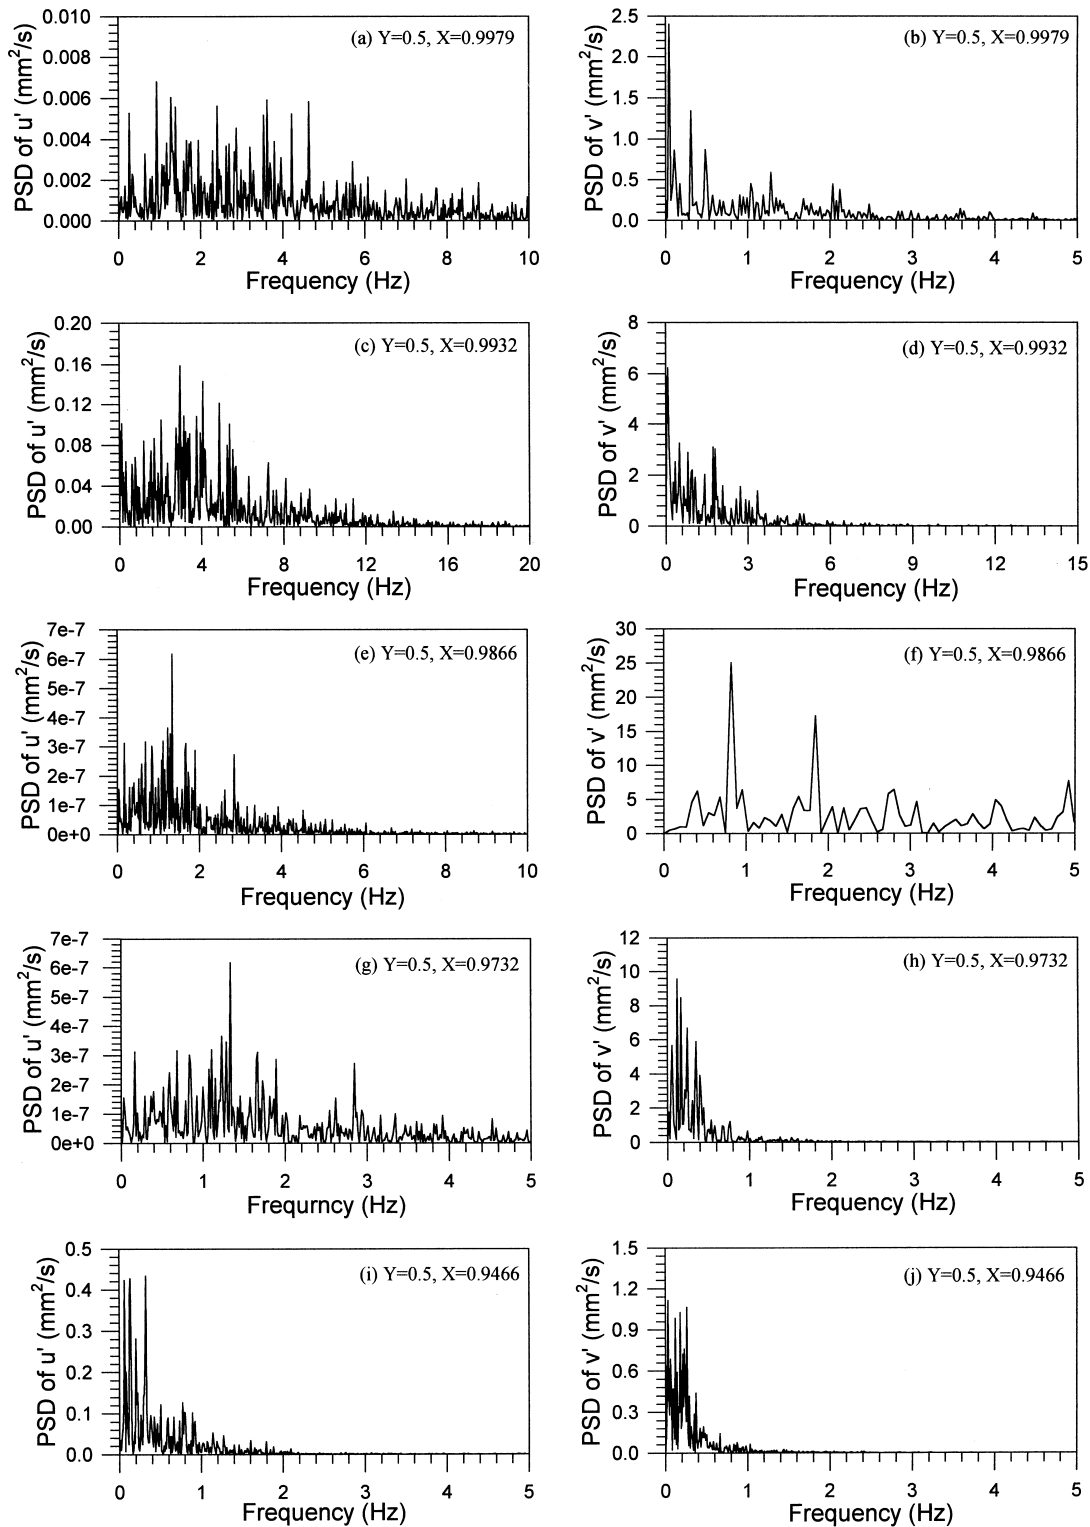 PSD of u' (mm²/s)
0.010
0.008
0.006
0.004
0.002
0.000
(a) Y=0.5, X=0.9979
0 2 4 6 8 10
Frequency (Hz)
PSD of v' (mm²/s)
2.5
2.0
1.5
1.0
0.5
0.0
(b) Y=0.5, X=0.9979
0 1 2 3 4 5
Frequency (Hz)
PSD of u' (mm²/s)
0.20
0.16
0.12
0.08
0.04
0.00
(c) Y=0.5, X=0.9932
0 4 8 12 16 20
Frequency (Hz)
PSD of v' (mm²/s)
8
6
4
2
0
(d) Y=0.5, X=0.9932
0 3 6 9 12 15
Frequency (Hz)
PSD of u' (mm²/s)
7e-7
6e-7
5e-7
4e-7
3e-7
2e-7
1e-7
0e+0
(e) Y=0.5, X=0.9866
0 2 4 6 8 10
Frequency (Hz)
PSD of v' (mm²/s)
30
25
20
15
10
5
0
(f) Y=0.5, X=0.9866
0 1 2 3 4 5
Frequency (Hz)
PSD of u' (mm²/s)
7e-7
6e-7
5e-7
4e-7
3e-7
2e-7
1e-7
0e+0
(g) Y=0.5, X=0.9732
0 1 2 3 4 5
Frequrncy (Hz)
PSD of v' (mm²/s)
12
10
8
6
4
2
0
(h) Y=0.5, X=0.9732
0 1 2 3 4 5
Frequency (Hz)
PSD of u' (mm²/s)
0.5
0.4
0.3
0.2
0.1
0.0
(i) Y=0.5, X=0.9466
0 1 2 3 4 5
Frequency (Hz)
PSD of v' (mm²/s)
1.5
1.2
0.9
0.6
0.3
0.0
(j) Y=0.5, X=0.9466
0 1 2 3 4 5
Frequency (Hz)